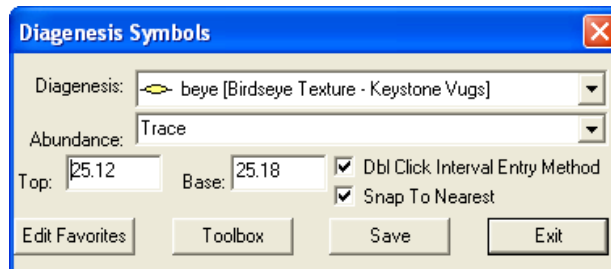 Diagenesis Symbols
Diagenesis: beye [Birdseye Texture - Keystone Vugs]
Abundance: Trace
Top: 25.12 Base: 25.18 Dbl Click Interval Entry Method
Snap To Nearest
Edit Favorites Toolbox Save Exit